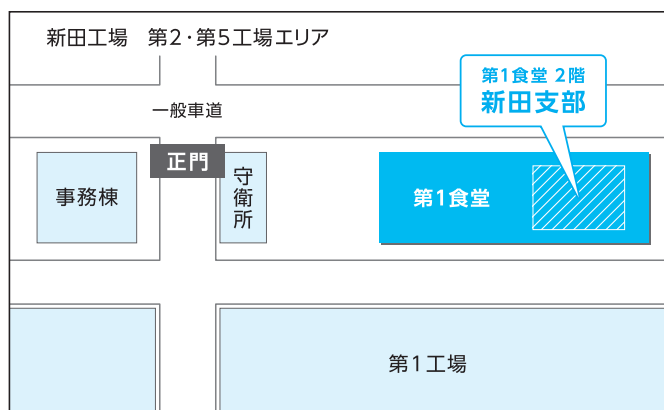 新田工場　第2・第5工場エリア
一般車道
第1食堂 2階
新田支部
正門
事務棟
守衛所
第1食堂
第1工場